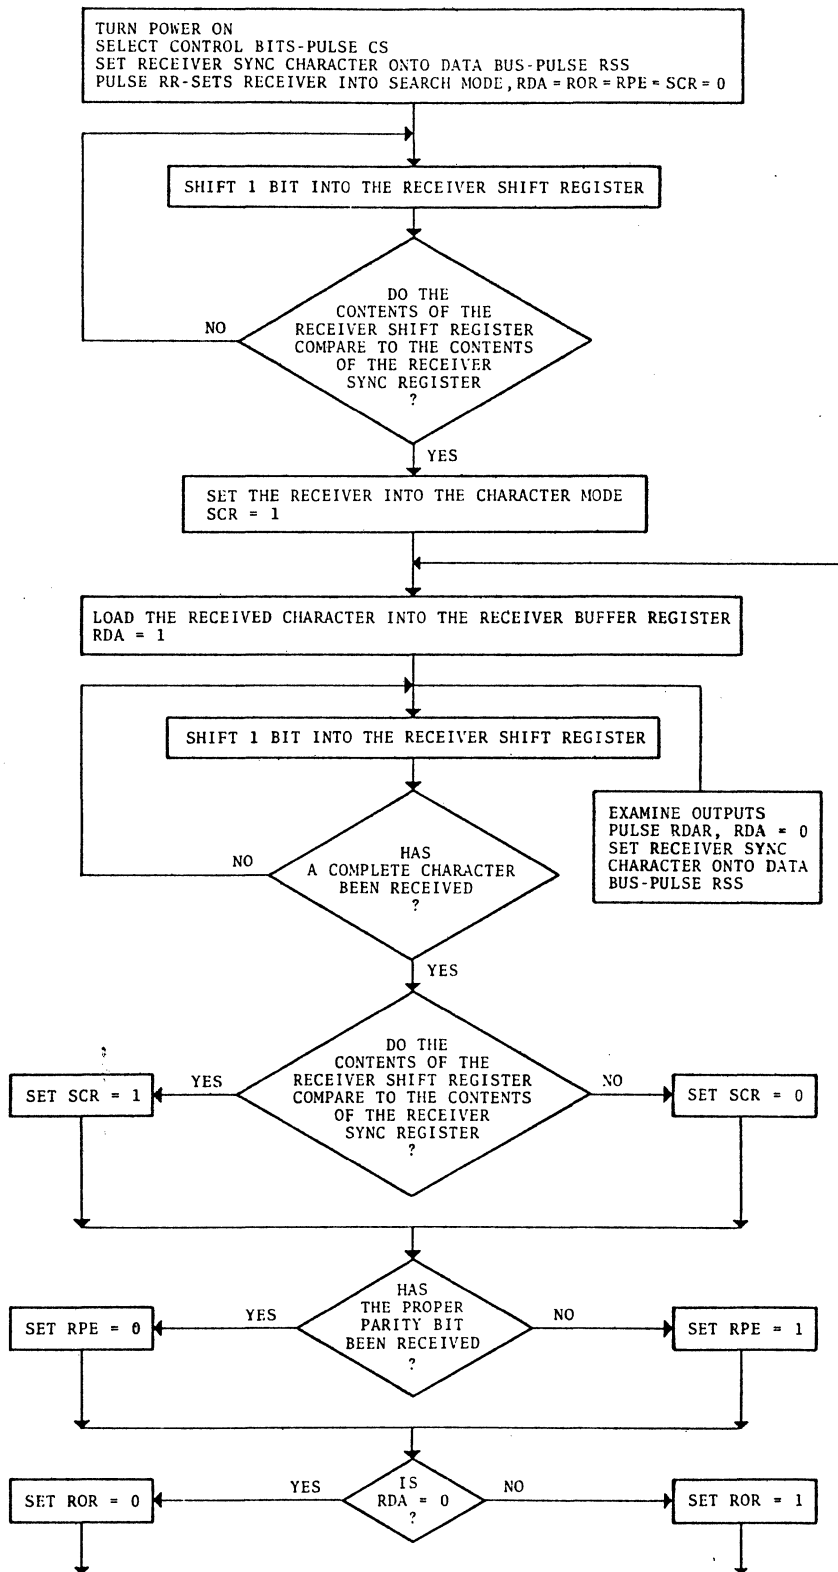 TURN POWER ON
SELECT CONTROL BITS-PULSE CS
SET RECEIVER SYNC CHARACTER ONTO DATA BUS-PULSE RSS
PULSE RR-SETS RECEIVER INTO SEARCH MODE, RDA = ROR = RPE = SCR = 0
SHIFT 1 BIT INTO THE RECEIVER SHIFT REGISTER
DO THE
CONTENTS OF THE
RECEIVER SHIFT REGISTER
COMPARE TO THE CONTENTS
OF THE RECEIVER
SYNC REGISTER
?
NO
YES
SET THE RECEIVER INTO THE CHARACTER MODE
SCR = 1
LOAD THE RECEIVED CHARACTER INTO THE RECEIVER BUFFER REGISTER
RDA = 1
SHIFT 1 BIT INTO THE RECEIVER SHIFT REGISTER
EXAMINE OUTPUTS
PULSE RDAR, RDA = 0
SET RECEIVER SYNC
CHARACTER ONTO DATA
BUS-PULSE RSS
HAS
A COMPLETE CHARACTER
BEEN RECEIVED
?
NO
YES
DO THE
CONTENTS OF THE
RECEIVER SHIFT REGISTER
COMPARE TO THE CONTENTS
OF THE RECEIVER
SYNC REGISTER
?
YES
NO
SET SCR = 1
SET SCR = 0
HAS
THE PROPER
PARITY BIT
BEEN RECEIVED
?
YES
NO
SET RPE = 0
SET RPE = 1
IS
RDA = 0
?
YES
NO
SET ROR = 0
SET ROR = 1